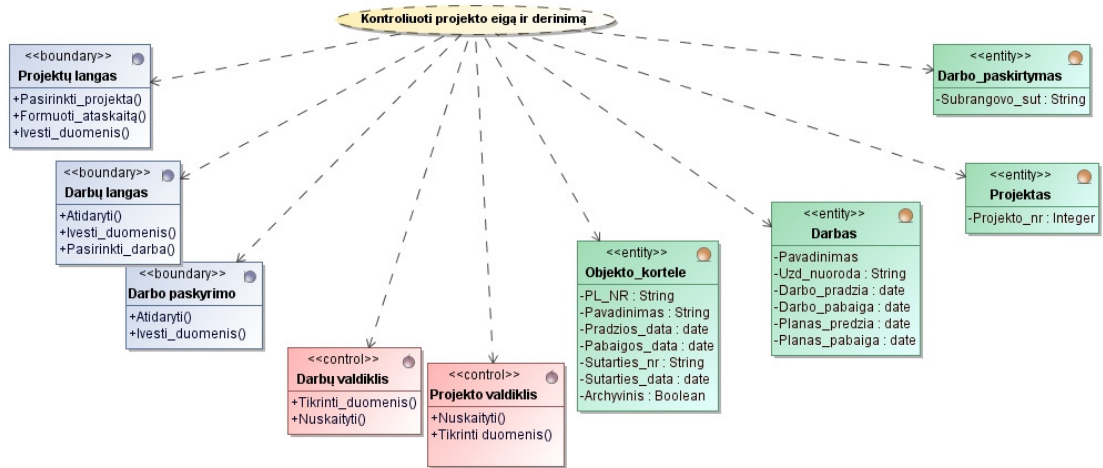 Kontroliuoti projekto eigą ir derinimą
<<boundary>>
Projektų langas
+Pasirinkti_projekta()
+Formuoti_ataskaitą()
+Ivesti_duomenis()
<<boundary>>
Darbų langas
+Atidaryti()
+Ivesti_duomenis()
+Pasirinkti_darba()
<<boundary>>
Darbo paskyrimo
+Atidaryti()
+Ivesti_duomenis()
<<control>>
Darbų valdiklis
+Tikrinti_duomenis()
+Nuskaityti()
<<control>>
Projekto valdiklis
+Nuskaityti()
+Tikrinti duomenis()
<<entity>>
Objekto_kortele
-PL_NR : String
-Pavadinimas : String
-Pradzios_data : date
-Pabaigos_data : date
-Sutarties_nr : String
-Sutarties_data : date
-Archyvinis : Boolean
<<entity>>
Darbas
-Pavadinimas
-Uzd_nuoroda : String
-Darbo_pradzia : date
-Darbo_pabaiga : date
-Planas_predzia : date
-Planas_pabaiga : date
<<entity>>
Projektas
-Projekto_nr : Integer
<<entity>>
Darbo_paskirtymas
-Subrangovo_sut : String